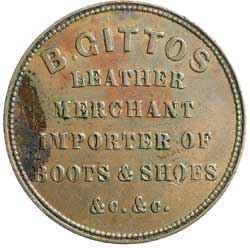 B. GITTOS
LEATHER
MERCHANT
IMPORTER OF
BOOTS & SHOES
&c. &c.